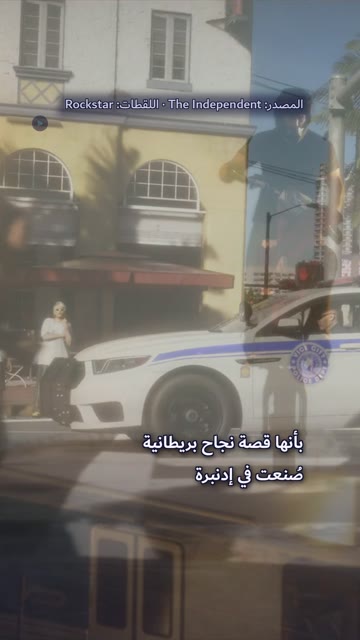 المصدر: The Independent · اللقطات: Rockstar
بأنها قصة نجاح بريطانية
صُنعت في إدنبرة